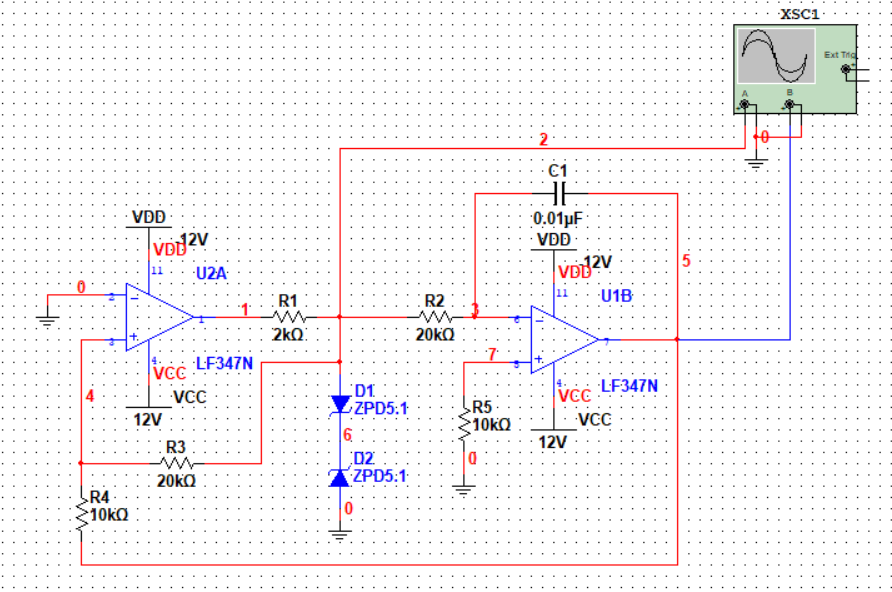 XSC1
Ext Trig
+
A
B
+
+
0
2
C1
0.01µF
VDD
-12V
VDD
11
U2A
0
2
1
1
3
LF347N
4
VCC
VCC
12V
4
R1
2kΩ
R2
20kΩ
3
VDD
-12V
VDD
11
U1B
6
7
5
7
5
LF347N
4
VCC
VCC
12V
R5
10kΩ
0
D1
ZPD5.1
6
D2
ZPD5.1
0
R3
20kΩ
R4
10kΩ